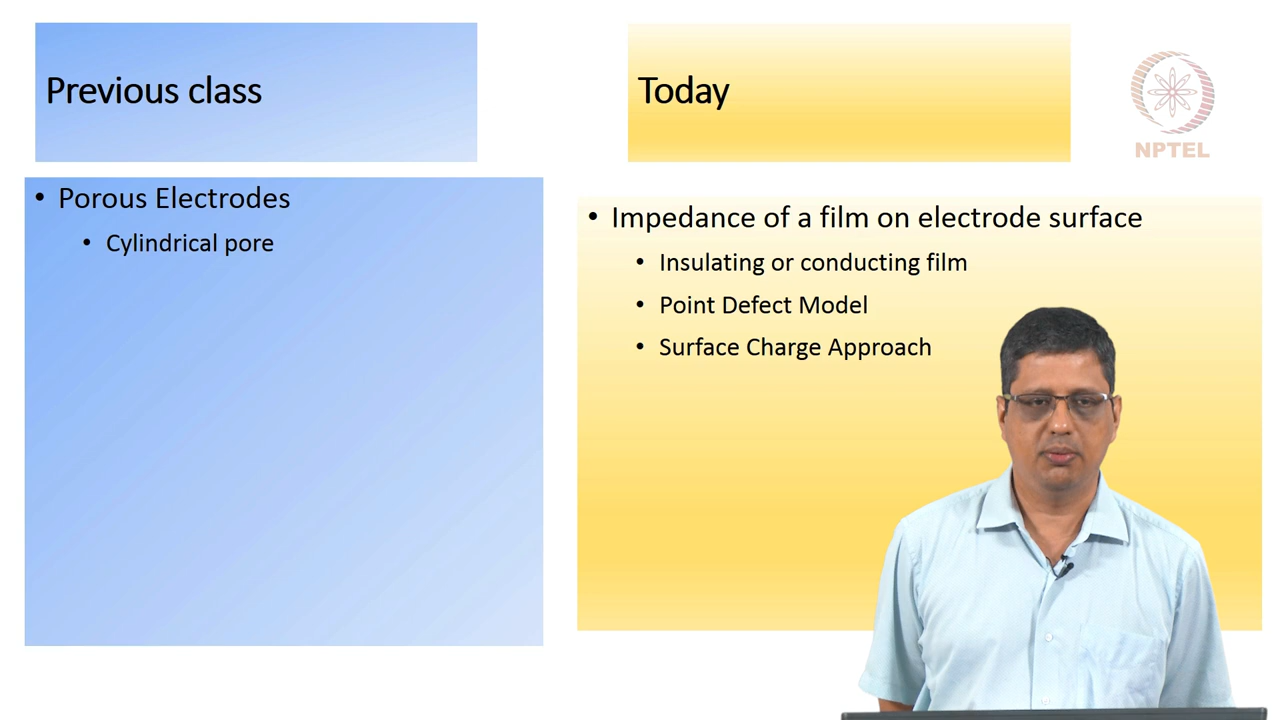 Previous class
• Porous Electrodes
• Cylindrical pore
Today
• Impedance of a film on electrode surface
• Insulating or conducting film
• Point Defect Model
• Surface Charge Approach
NPTEL